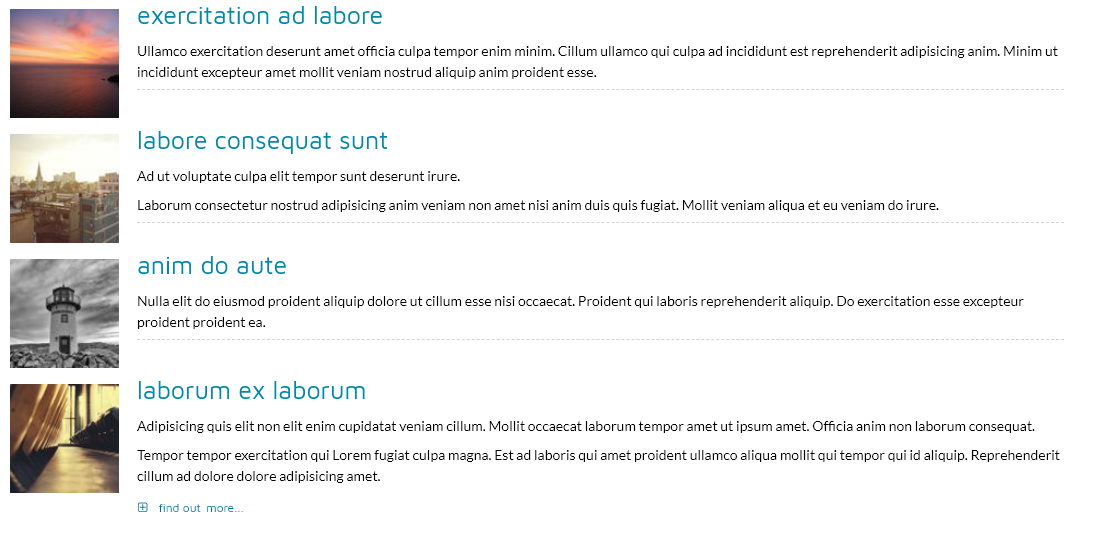 exercitation ad labore
Ullamco exercitation deserunt amet officia culpa tempor enim minim. Cillum ullamco qui culpa ad incididunt est reprehenderit adipisicing anim. Minim ut
incididunt excepteur amet mollit veniam nostrud aliquip anim proident esse.
labore consequat sunt
Ad ut voluptate culpa elit tempor sunt deserunt irure.
Laborum consectetur nostrud adipisicing anim veniam non amet nisi anim duis quis fugiat. Mollit veniam aliqua et eu veniam do irure.
anim do aute
Nulla elit do eiusmod proident aliquip dolore ut cillum esse nisi occaecat. Proident qui laboris reprehenderit aliquip. Do exercitation esse excepteur
proident proident ea.
laborum ex laborum
Adipisicing quis elit non elit enim cupidatat veniam cillum. Mollit occaecat laborum tempor amet ut ipsum amet. Officia anim non laborum consequat.
Tempor tempor exercitation qui Lorem fugiat culpa magna. Est ad laboris qui amet proident ullamco aliqua mollit qui tempor qui id aliquip. Reprehenderit
cillum ad dolore dolore adipisicing amet.
find out more...